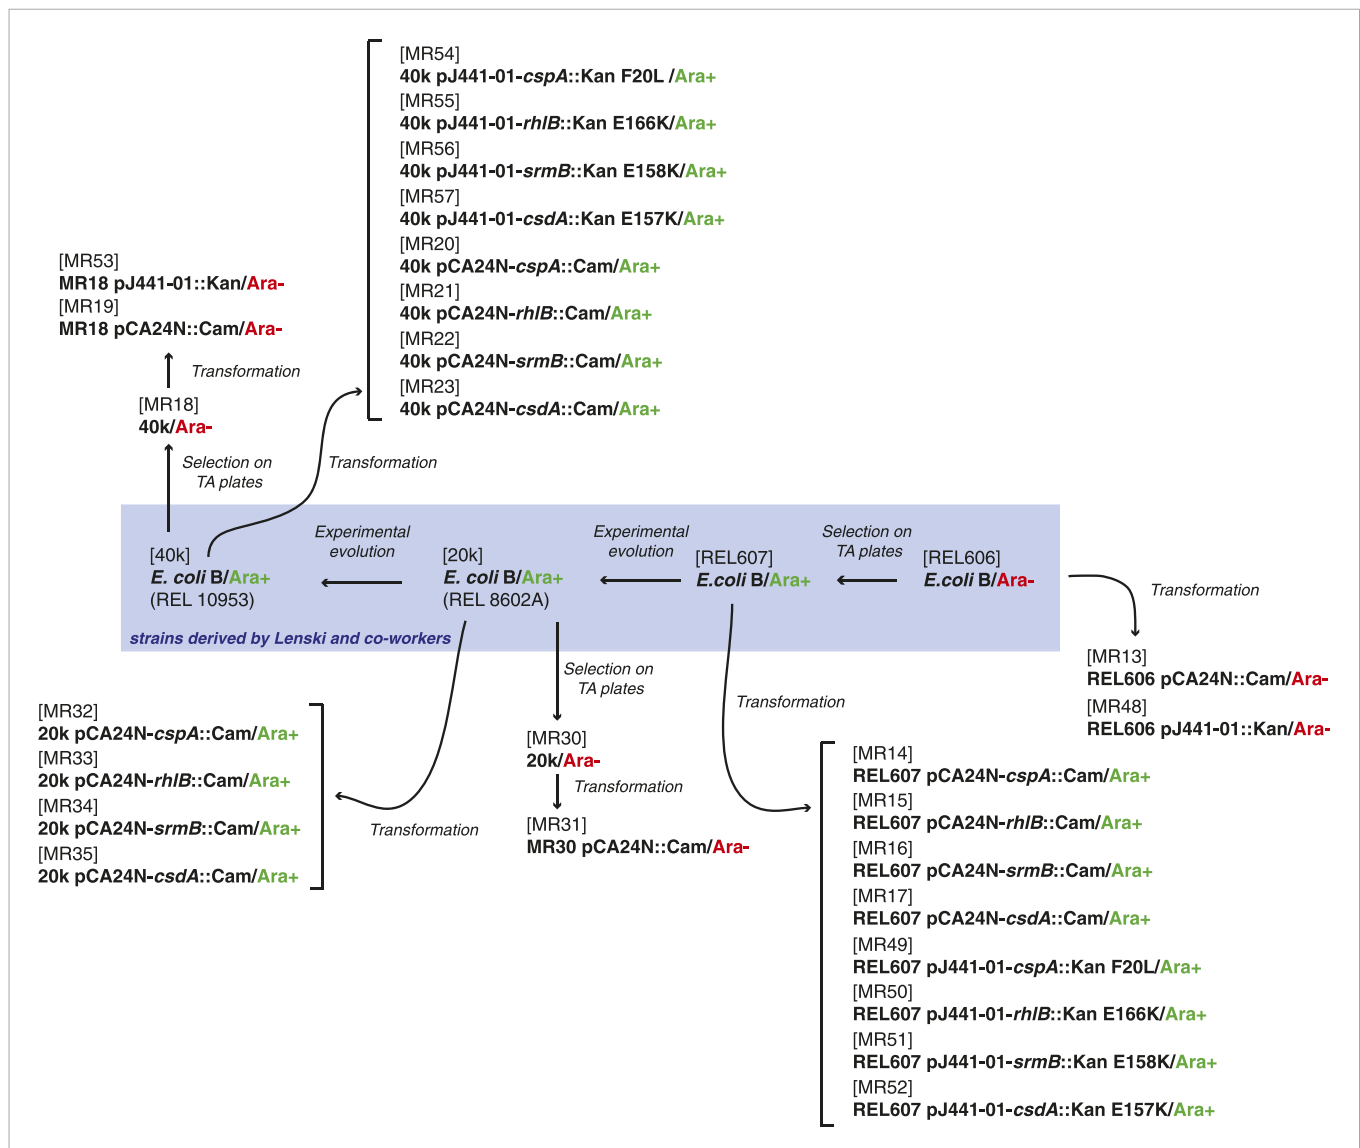 [MR54]
40k pJ441-01-cspA::Kan F20L /Ara+
[MR55]
40k pJ441-01-rhlB::Kan E166K/Ara+
[MR56]
40k pJ441-01-srmB::Kan E158K/Ara+
[MR57]
40k pJ441-01-csdA::Kan E157K/Ara+
[MR20]
40k pCA24N-cspA::Cam/Ara+
[MR21]
40k pCA24N-rhlB::Cam/Ara+
[MR22]
40k pCA24N-srmB::Cam/Ara+
[MR23]
40k pCA24N-csdA::Cam/Ara+
[MR53]
MR18 pJ441-01::Kan/Ara-
[MR19]
MR18 pCA24N::Cam/Ara-
Transformation
[MR18]
40k/Ara-
Selection on
TA plates
Transformation
[40k]
E. coli B/Ara+
(REL 10953)
Experimental
evolution
[20k]
E. coli B/Ara+
(REL 8602A)
Experimental
evolution
[REL607]
E.coli B/Ara+
Selection on
TA plates
[REL606]
E.coli B/Ara-
strains derived by Lenski and co-workers
Transformation
[MR13]
REL606 pCA24N::Cam/Ara-
[MR48]
REL606 pJ441-01::Kan/Ara-
[MR32]
20k pCA24N-cspA::Cam/Ara+
[MR33]
20k pCA24N-rhlB::Cam/Ara+
[MR34]
20k pCA24N-srmB::Cam/Ara+
[MR35]
20k pCA24N-csdA::Cam/Ara+
Transformation
Selection on
TA plates
[MR30]
20k/Ara-
Transformation
[MR31]
MR30 pCA24N::Cam/Ara-
Transformation
[MR14]
REL607 pCA24N-cspA::Cam/Ara+
[MR15]
REL607 pCA24N-rhlB::Cam/Ara+
[MR16]
REL607 pCA24N-srmB::Cam/Ara+
[MR17]
REL607 pCA24N-csdA::Cam/Ara+
[MR49]
REL607 pJ441-01-cspA::Kan F20L/Ara+
[MR50]
REL607 pJ441-01-rhlB::Kan E166K/Ara+
[MR51]
REL607 pJ441-01-srmB::Kan E158K/Ara+
[MR52]
REL607 pJ441-01-csdA::Kan E157K/Ara+